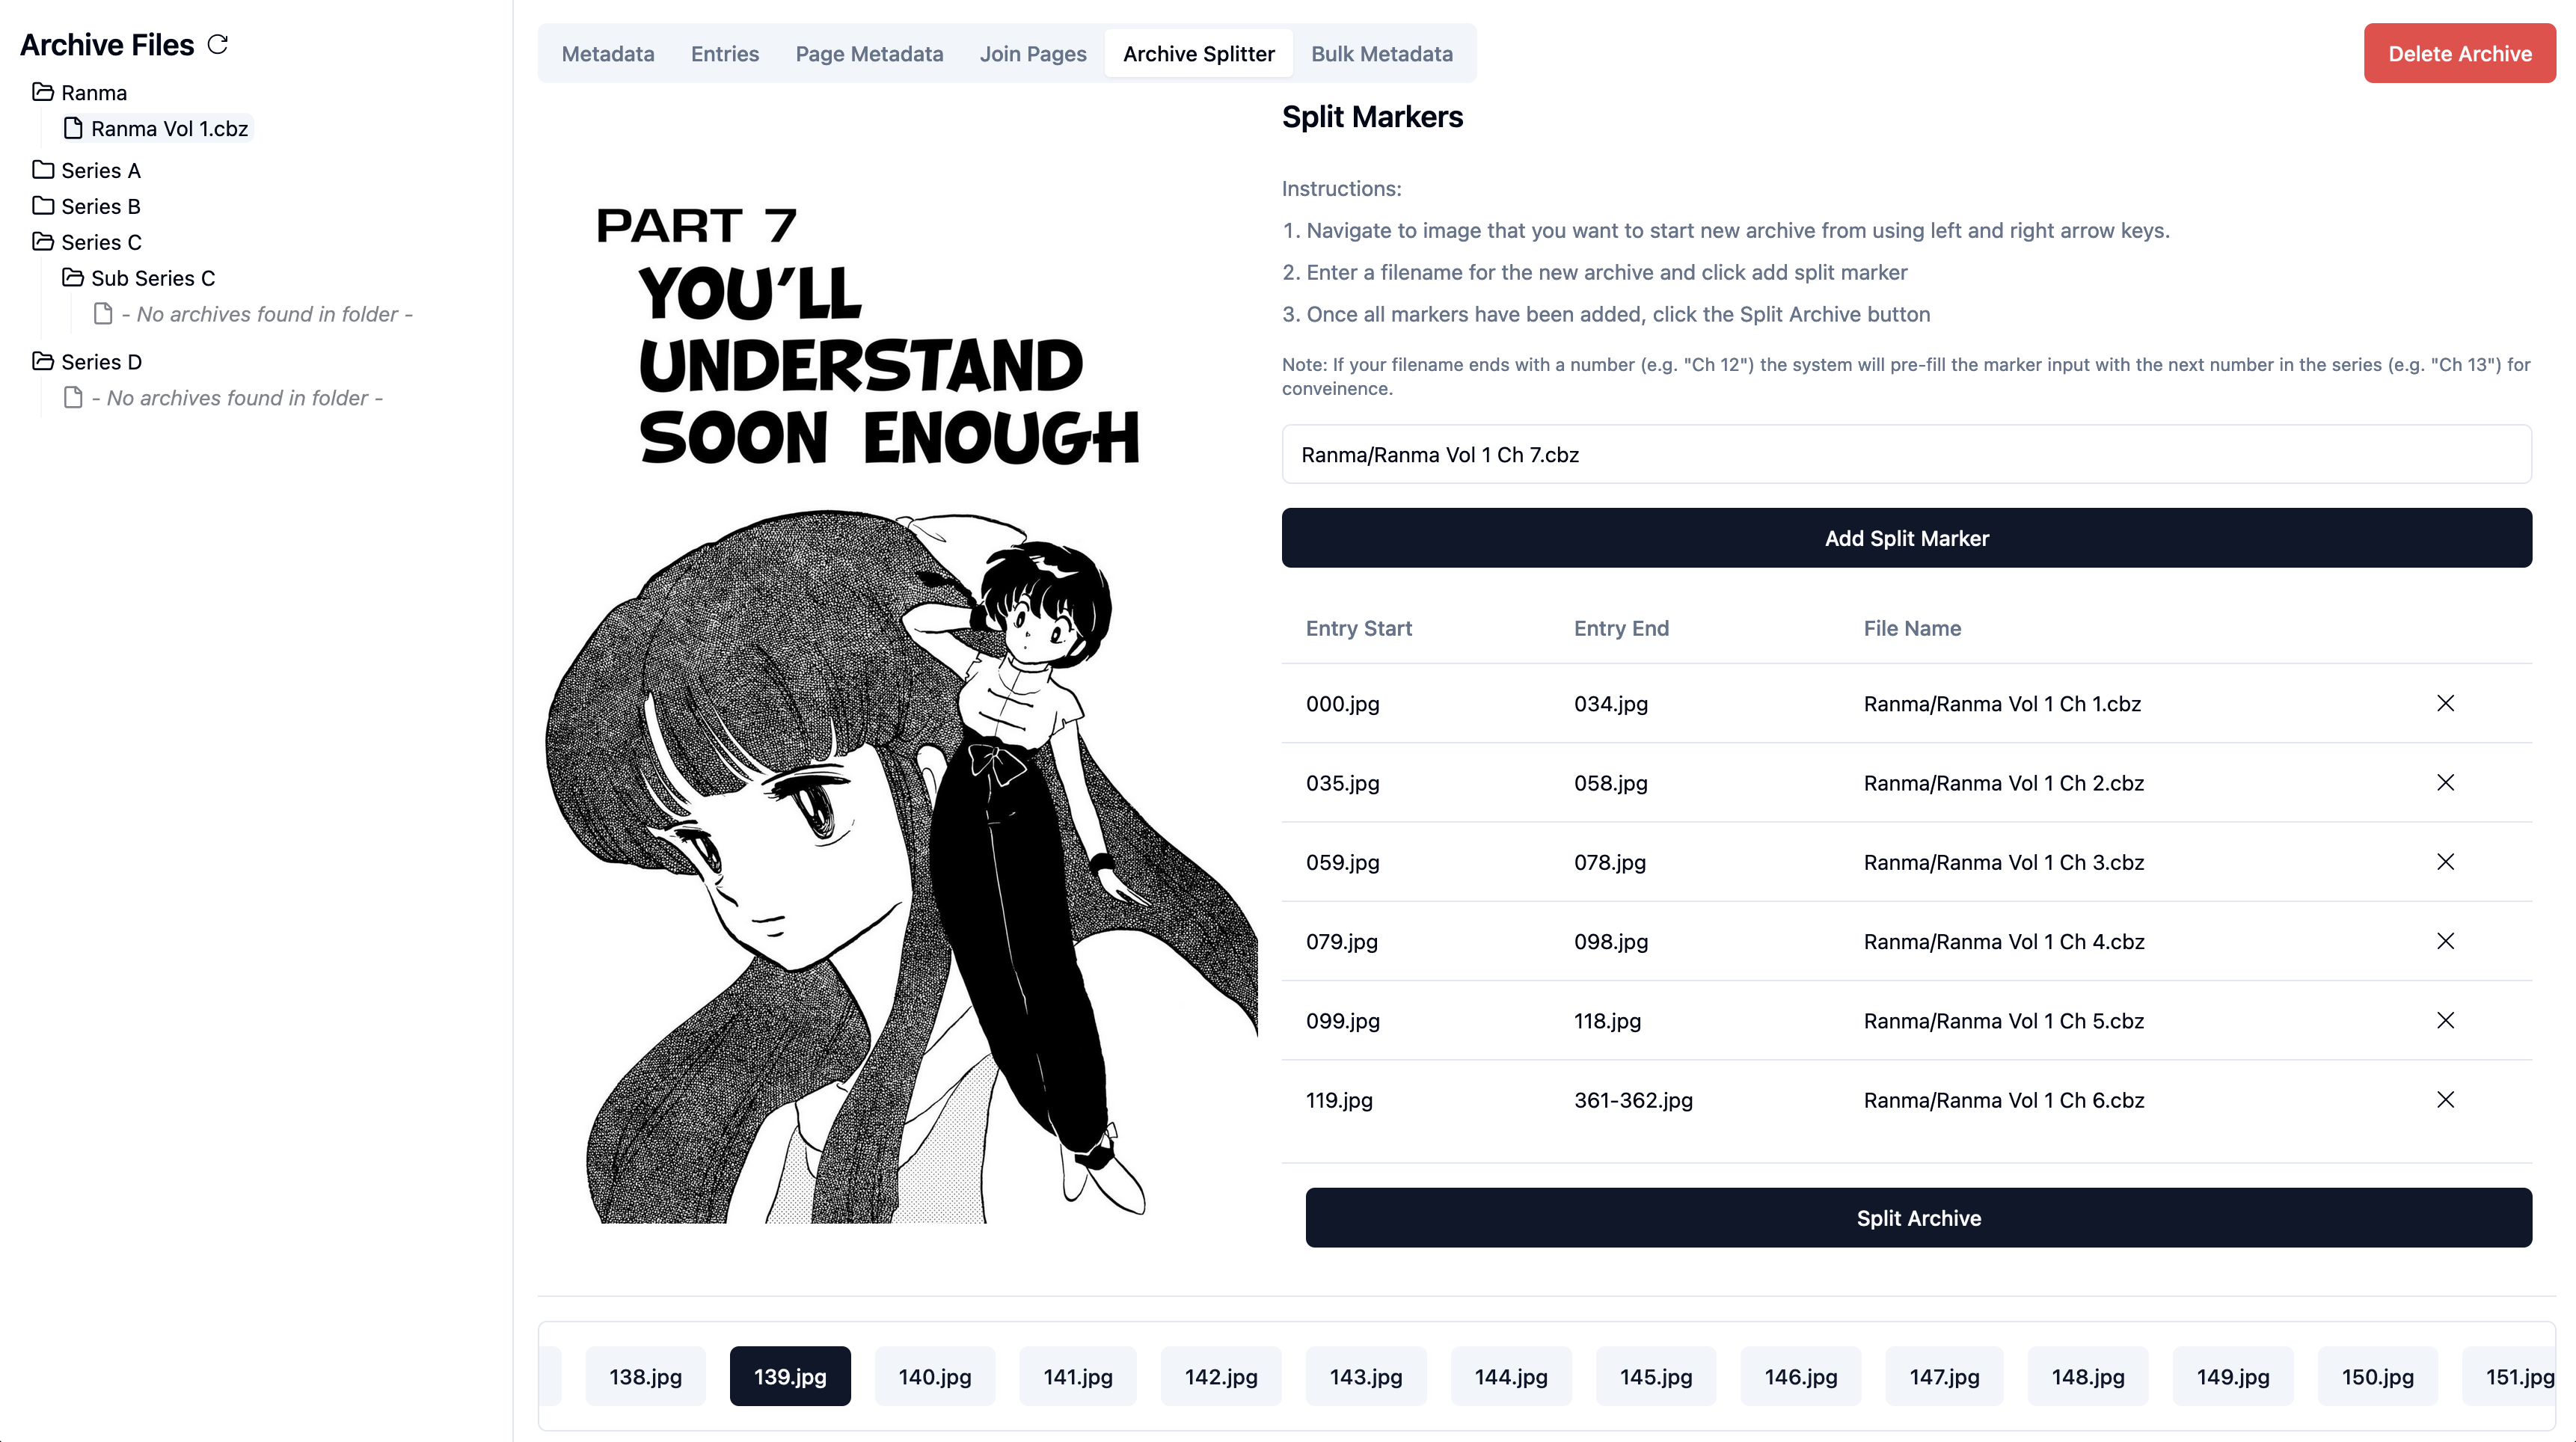 Archive Files
Ranma
Ranma Vol 1.cbz
Series A
Series B
Series C
Sub Series C
- No archives found in folder -
Series D
- No archives found in folder -
Metadata
Entries
Page Metadata
Join Pages
Archive Splitter
Bulk Metadata
Delete Archive
PART 7
YOU'LL
UNDERSTAND
SOON ENOUGH
Split Markers
Instructions:
1. Navigate to image that you want to start new archive from using left and right arrow keys.
2. Enter a filename for the new archive and click add split marker
3. Once all markers have been added, click the Split Archive button
Note: If your filename ends with a number (e.g. "Ch 12") the system will pre-fill the marker input with the next number in the series (e.g. "Ch 13") for
conveinence.
Ranma/Ranma Vol 1 Ch 7.cbz
Add Split Marker
Entry Start Entry End File Name
000.jpg 034.jpg Ranma/Ranma Vol 1 Ch 1.cbz
035.jpg 058.jpg Ranma/Ranma Vol 1 Ch 2.cbz
059.jpg 078.jpg Ranma/Ranma Vol 1 Ch 3.cbz
079.jpg 098.jpg Ranma/Ranma Vol 1 Ch 4.cbz
099.jpg 118.jpg Ranma/Ranma Vol 1 Ch 5.cbz
119.jpg 361-362.jpg Ranma/Ranma Vol 1 Ch 6.cbz
Split Archive
138.jpg 139.jpg 140.jpg 141.jpg 142.jpg 143.jpg 144.jpg 145.jpg 146.jpg 147.jpg 148.jpg 149.jpg 150.jpg 151.jpg